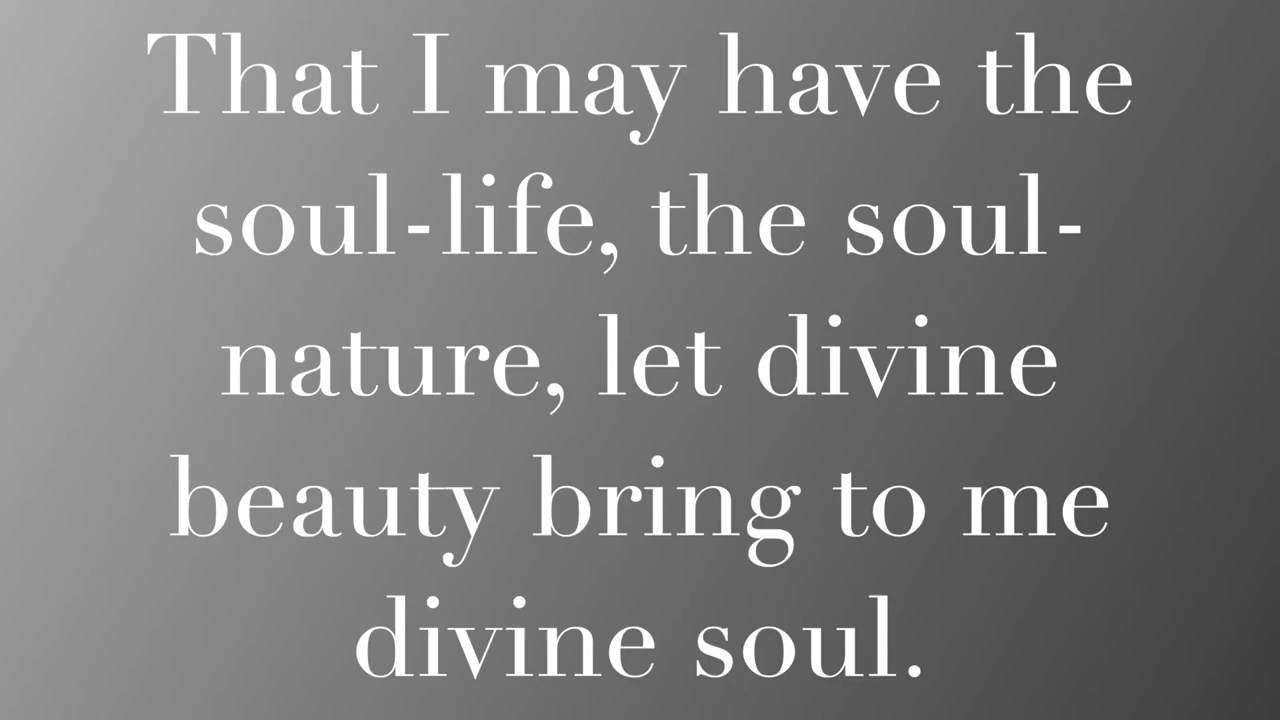 That I may have the
soul-life, the soul-
nature, let divine
beauty bring to me
divine soul.